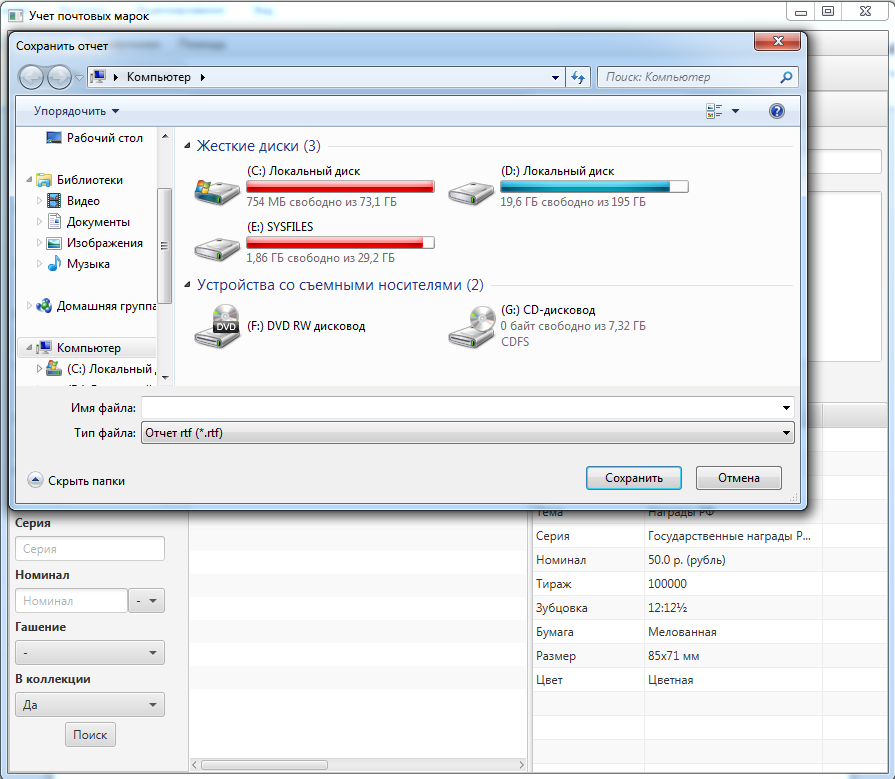 Учет почтовых марок
Сохранить отчет
Компьютер
Поиск: Компьютер
Упорядочить
Рабочий стол
Библиотеки
Видео
Документы
Изображения
Музыка
Домашняя группа
Компьютер
(C:) Локальный
Жесткие диски (3)
(C:) Локальный диск
754 МБ свободно из 73,1 ГБ
(D:) Локальный диск
19,6 ГБ свободно из 195 ГБ
(E:) SYSFILES
1,86 ГБ свободно из 29,2 ГБ
Устройства со съемными носителями (2)
DVD
(F:) DVD RW дисковод
(G:) CD-дисковод
0 байт свободно из 7,32 ГБ
CDFS
Имя файла:
Тип файла: Отчет rtf (*.rtf)
Скрыть папки
Сохранить
Отмена
Серия
Серия
Номинал
Номинал -
Гашение
-
В коллекции
Да
Поиск
Тема Награды РФ
Серия Государственные награды Р...
Номинал 50.0 р. (рубль)
Тираж 100000
Зубцовка 12:12½
Бумага Мелованная
Размер 85x71 мм
Цвет Цветная